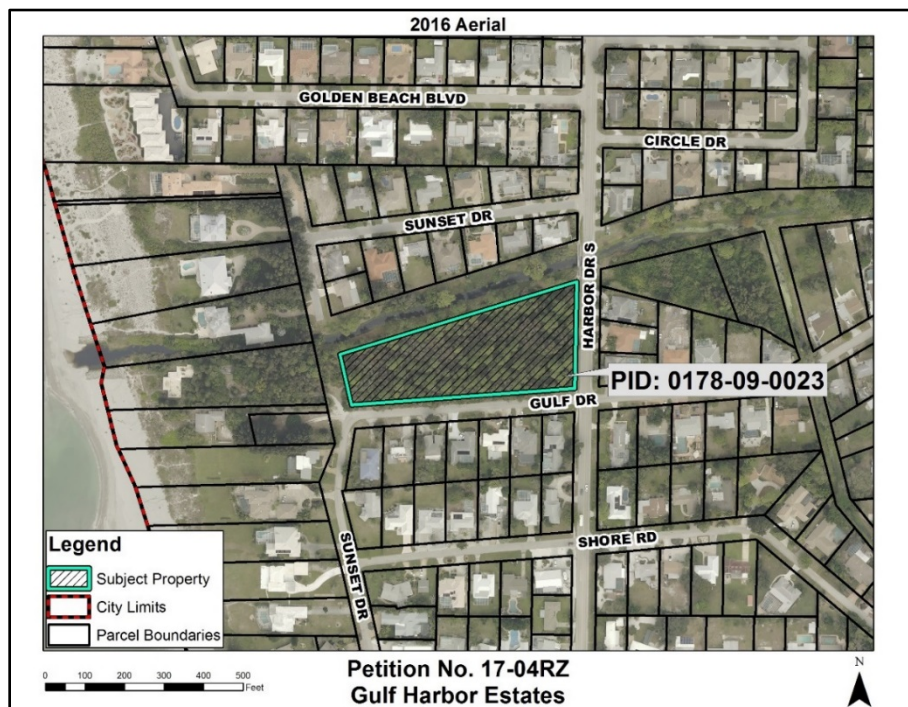 2016 Aerial
GOLDEN BEACH BLVD
CIRCLE DR
SUNSET DR
HARBOR DR S
PID: 0178-09-0023
GULF DR
SHORE RD
SUNSET DR
Legend
Subject Property
City Limits
Parcel Boundaries
0 100 200 300 400 500
Feet
Petition No. 17-04RZ
Gulf Harbor Estates
N